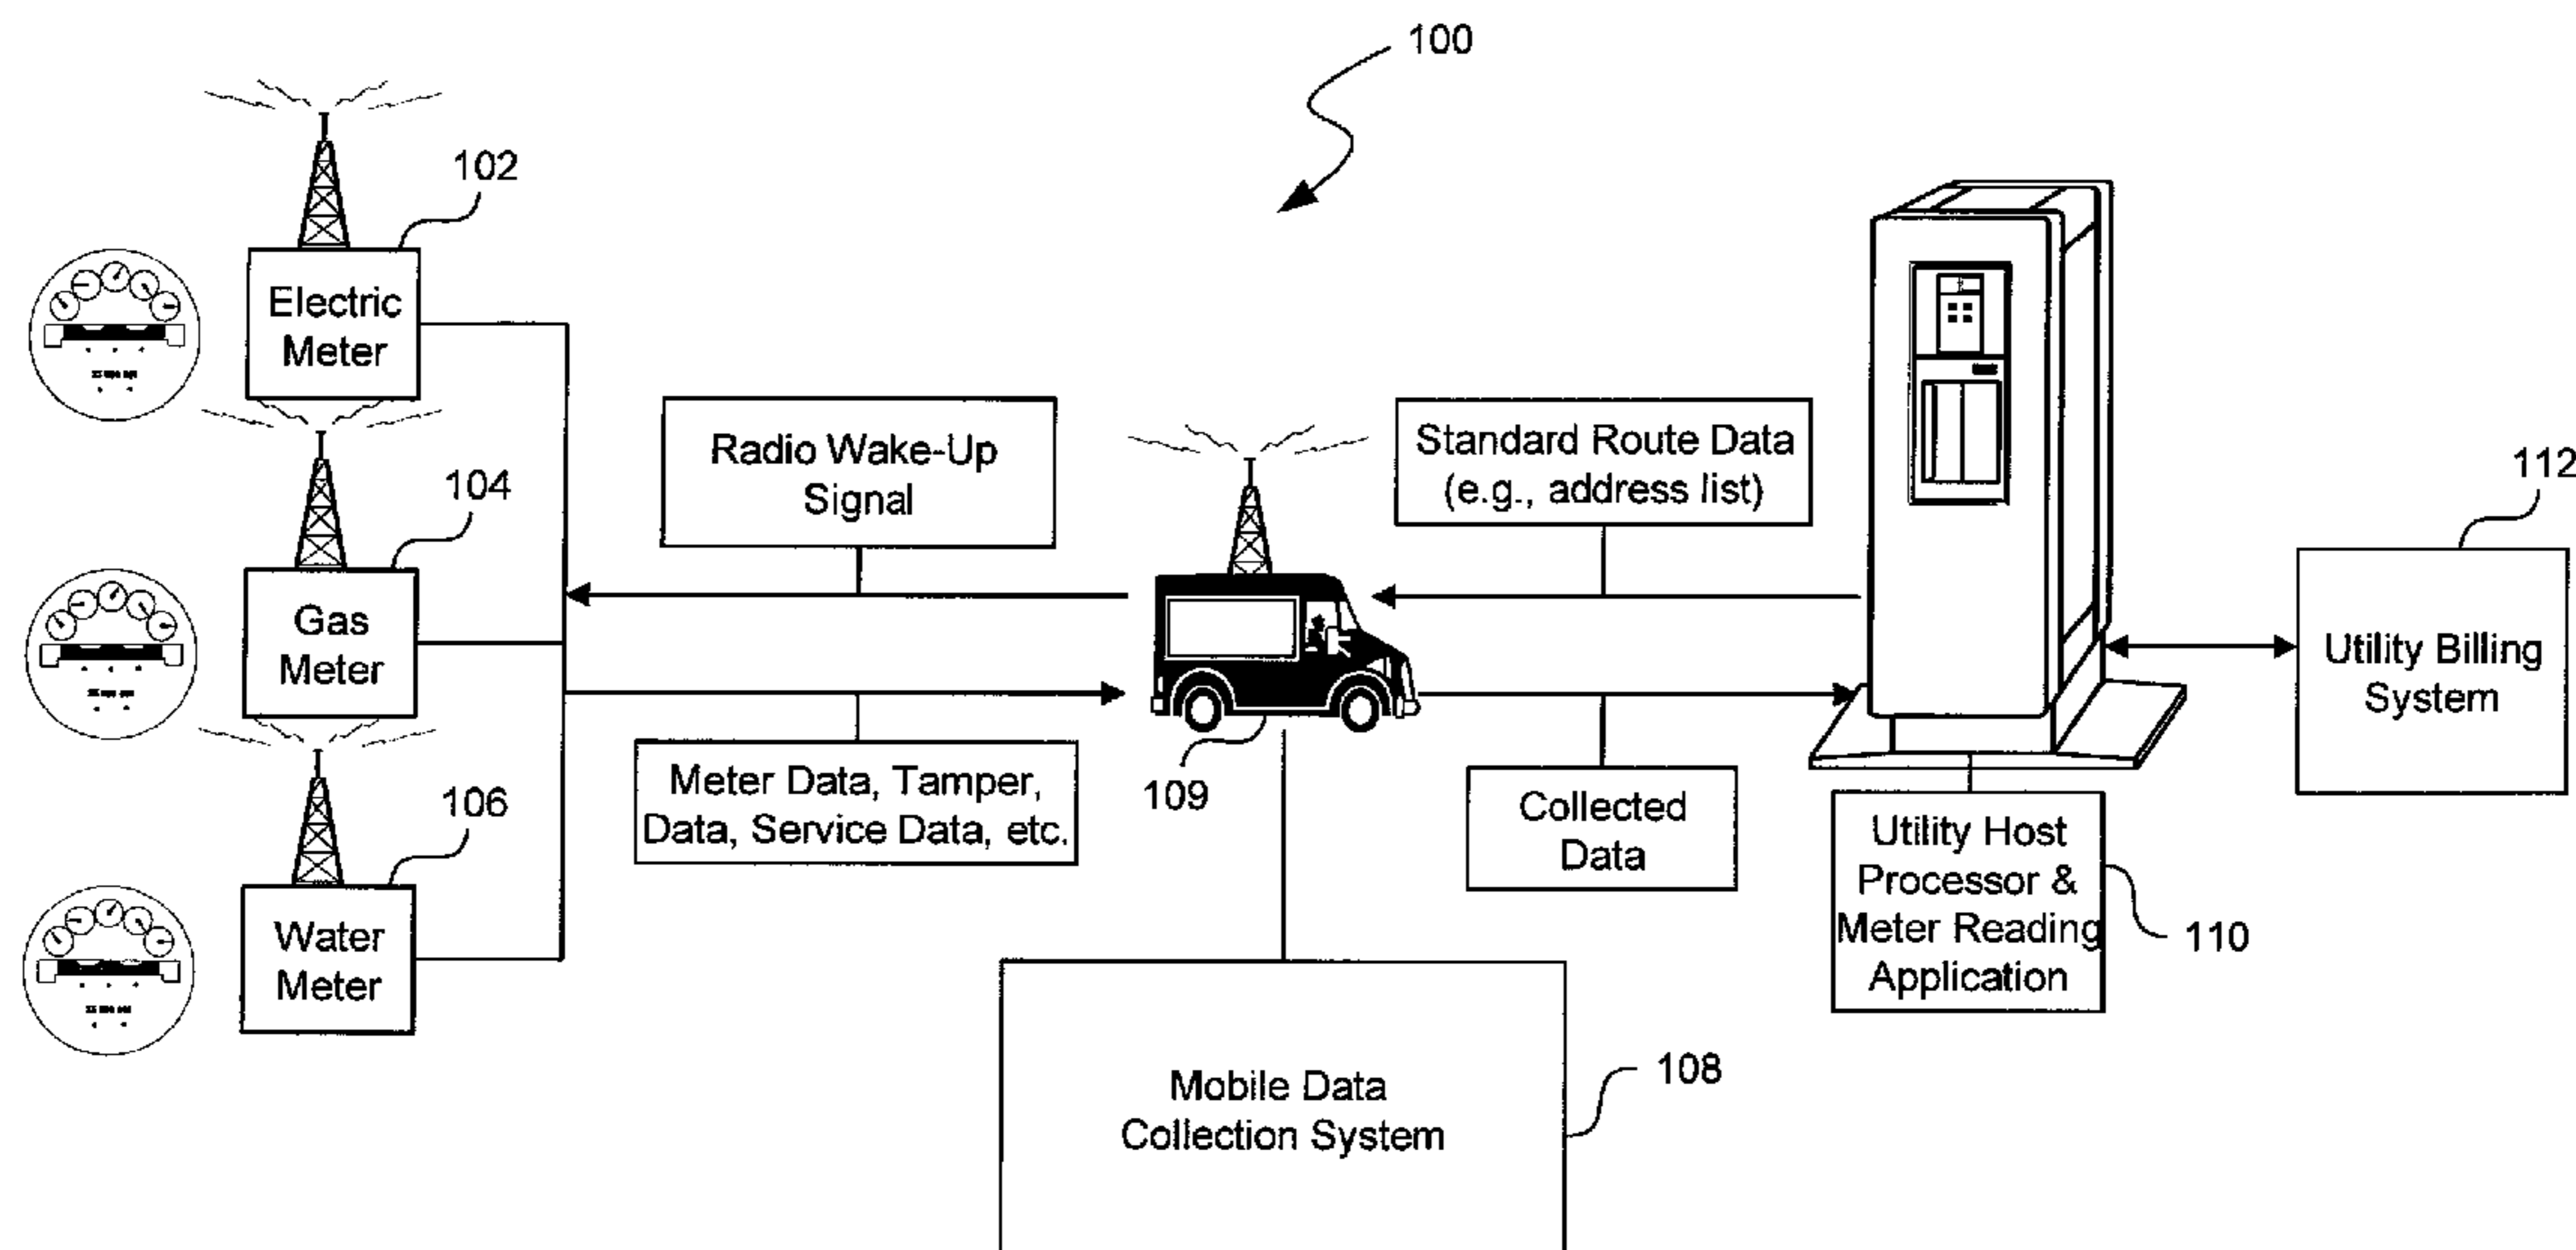 100
102
Electric
Meter
104
Gas
Meter
106
Water
Meter
Radio Wake-Up
Signal
Meter Data, Tamper,
Data, Service Data, etc.
109
Standard Route Data
(e.g., address list)
Collected
Data
Utility Host
Processor &
Meter Reading
Application
110
112
Utility Billing
System
Mobile Data
Collection System
108